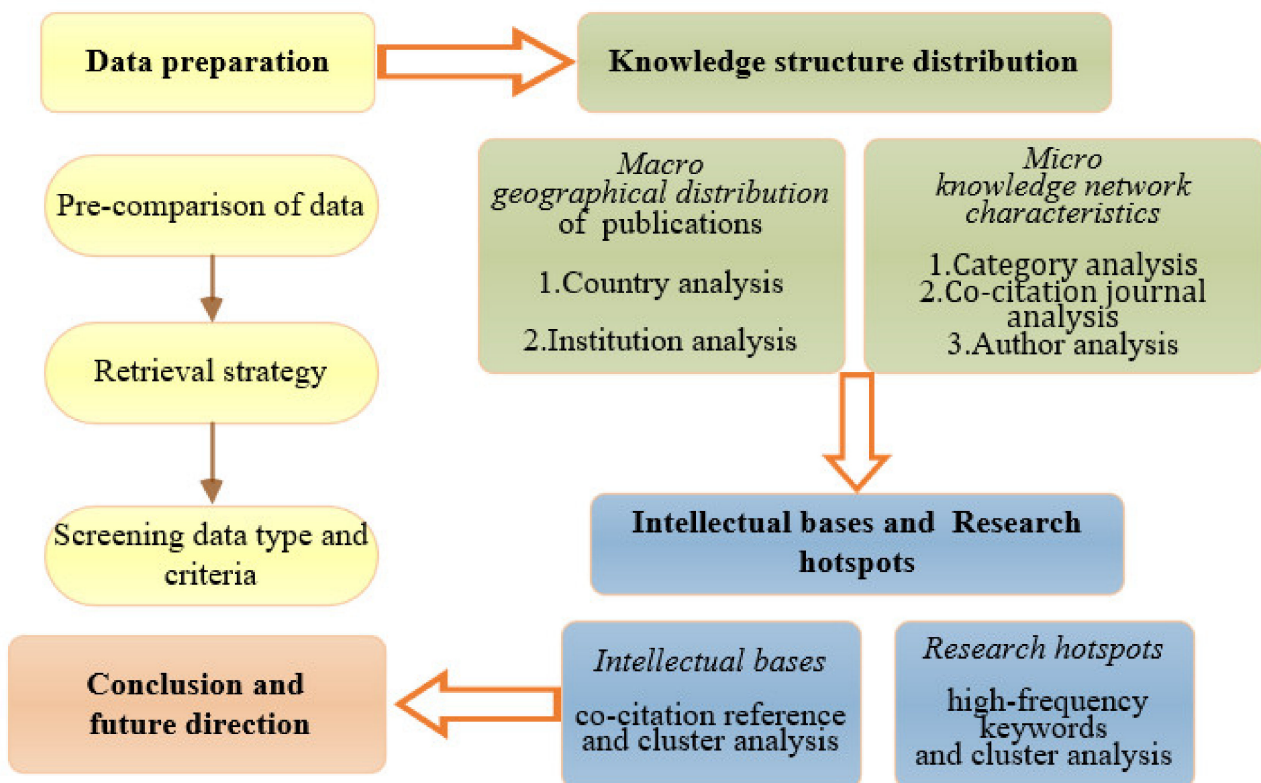 Data preparation
Knowledge structure distribution
Pre-comparison of data
Retrieval strategy
Screening data type and
criteria
Macro
geographical distribution
of publications
1.Country analysis
2.Institution analysis
Micro
knowledge network
characteristics
1.Category analysis
2.Co-citation journal
analysis
3.Author analysis
Intellectual bases and Research
hotspots
Intellectual bases
co-citation reference
and cluster analysis
Research hotspots
high-frequency
keywords
and cluster analysis
Conclusion and
future direction